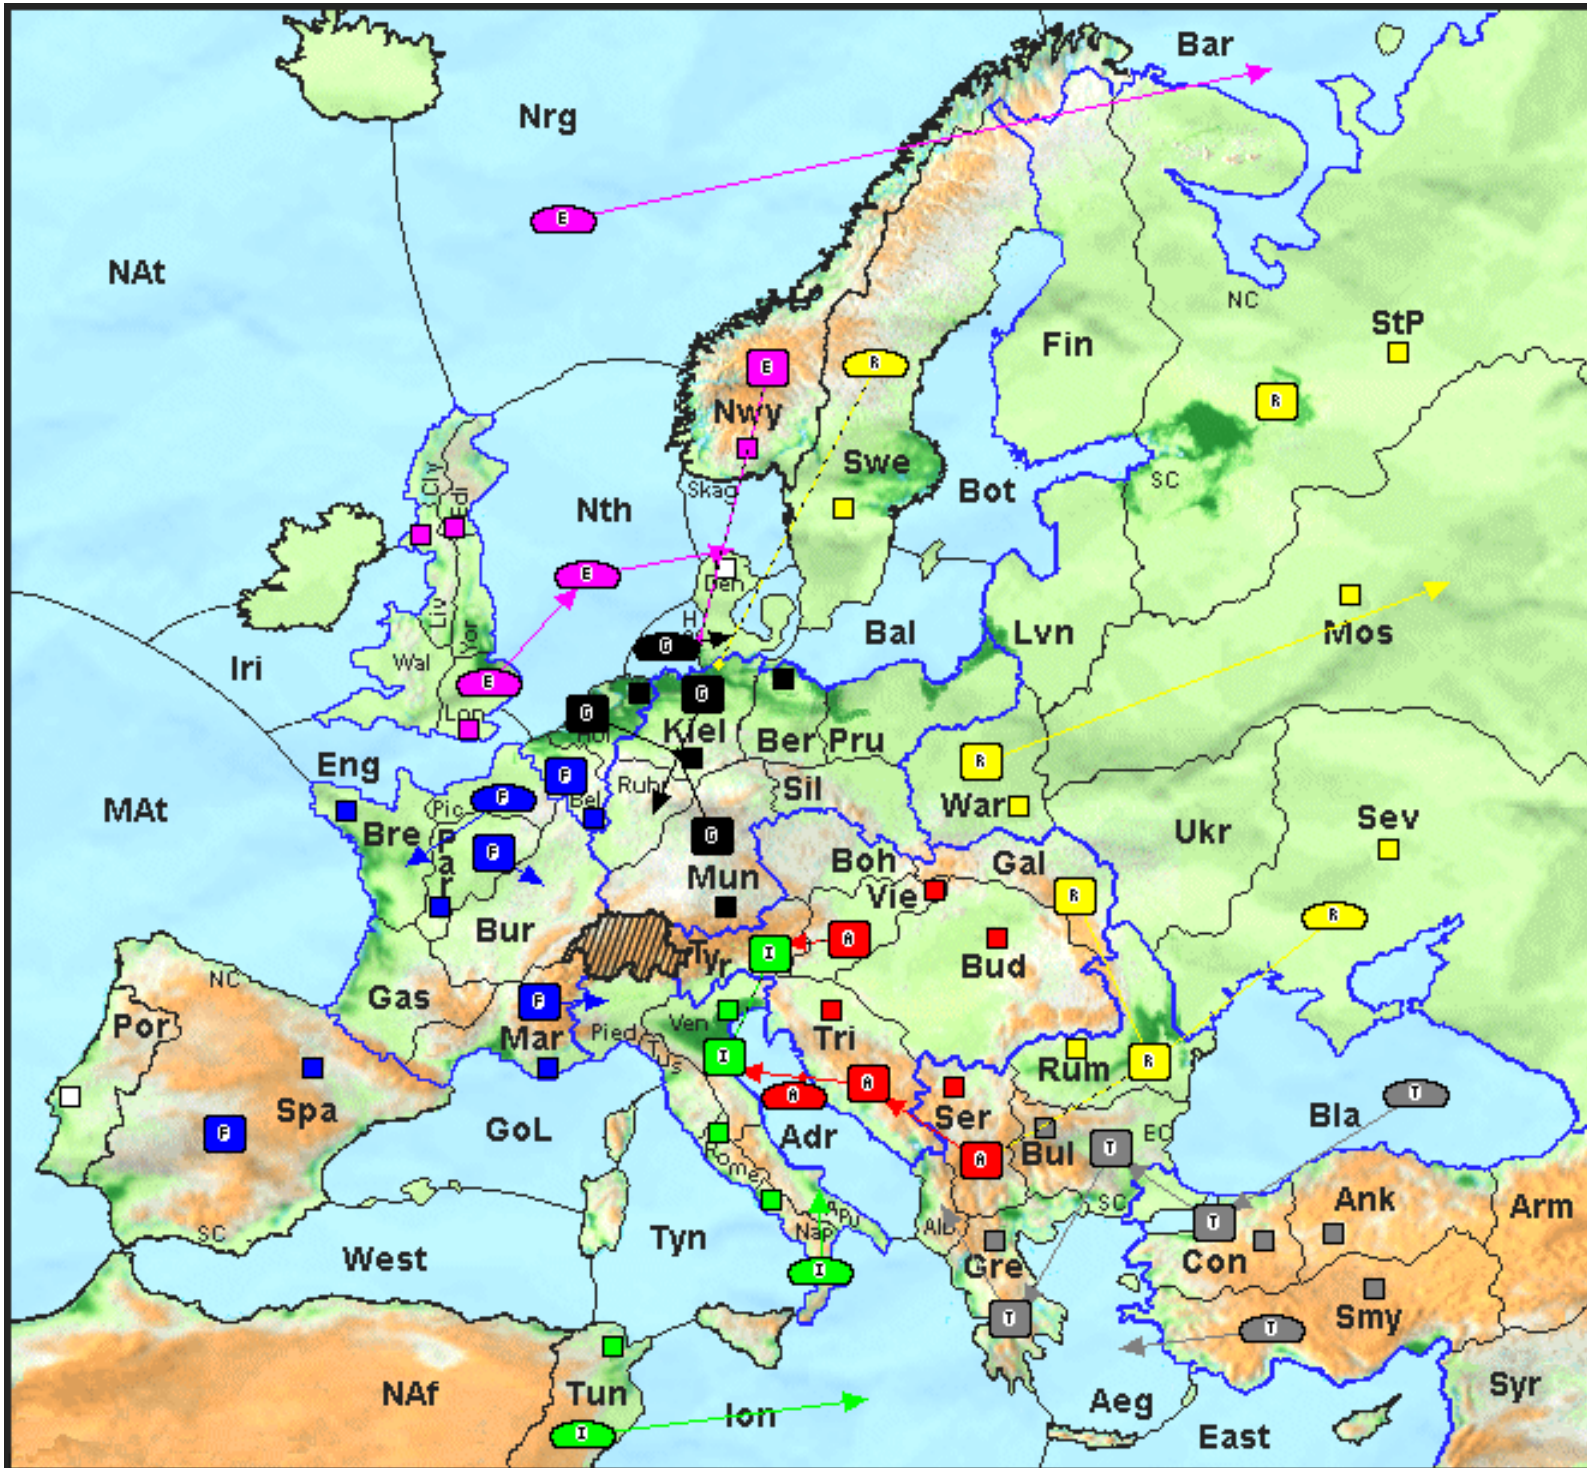 Bar
Nrg
NAt
NC
StP
Fin
E
E
R
R
Nwy
Swe
Skag
SC
Bot
Cly
Edi
Nth
E
Den
Liv
Yor
H
Mos
Bal
Lvn
Iri
Wal
G
E
G
G
Lon
Hol
Kiel
Ber
Pru
Eng
F
Ruhr
Sil
R
War
MAt
Pic
F
Bel
Bre
Par
F
G
Boh
Gal
Ukr
Sev
Mun
Vie
R
R
Bur
A
I
Tyr
Bud
NC
Gas
F
Por
Mar
Pied
Ven
Tri
Tus
I
Rum
R
A
A
Ser
T
Spa
GoL
Adr
Bla
F
Bul
T
EC
A
Rome
SC
Ank
Arm
Apu
Alb
Nap
T
SC
West
Tyn
Gre
Con
I
T
Smy
T
NAf
Tun
Ion
Aeg
Syr
I
East